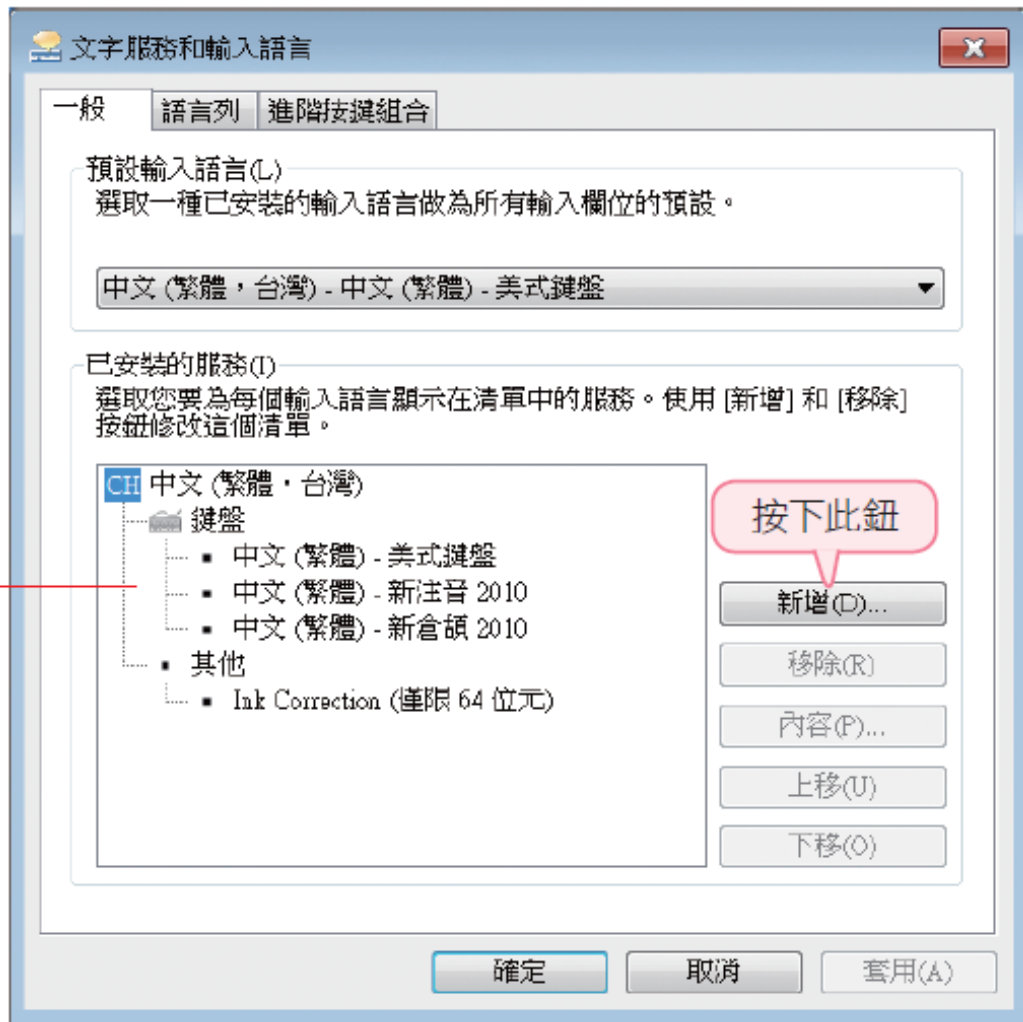 文字服務和輸入語言
一般 語言列 進階按鍵組合
預設輸入語言(L)
選取一種已安裝的輸入語言做為所有輸入欄位的預設。
中文 (繁體，台灣) - 中文 (繁體) - 美式鍵盤
已安裝的服務(I)
選取您要為每個輸入語言顯示在清單中的服務。使用 [新增] 和 [移除]
按鈕修改這個清單。
CH 中文 (繁體，台灣)
鍵盤
中文 (繁體) - 美式鍵盤
中文 (繁體) - 新注音 2010
中文 (繁體) - 新倉頡 2010
其他
Ink Correction (僅限 64 位元)
按下此鈕
新增(D)...
移除(R)
內容(P)...
上移(U)
下移(O)
確定 取消 套用(A)